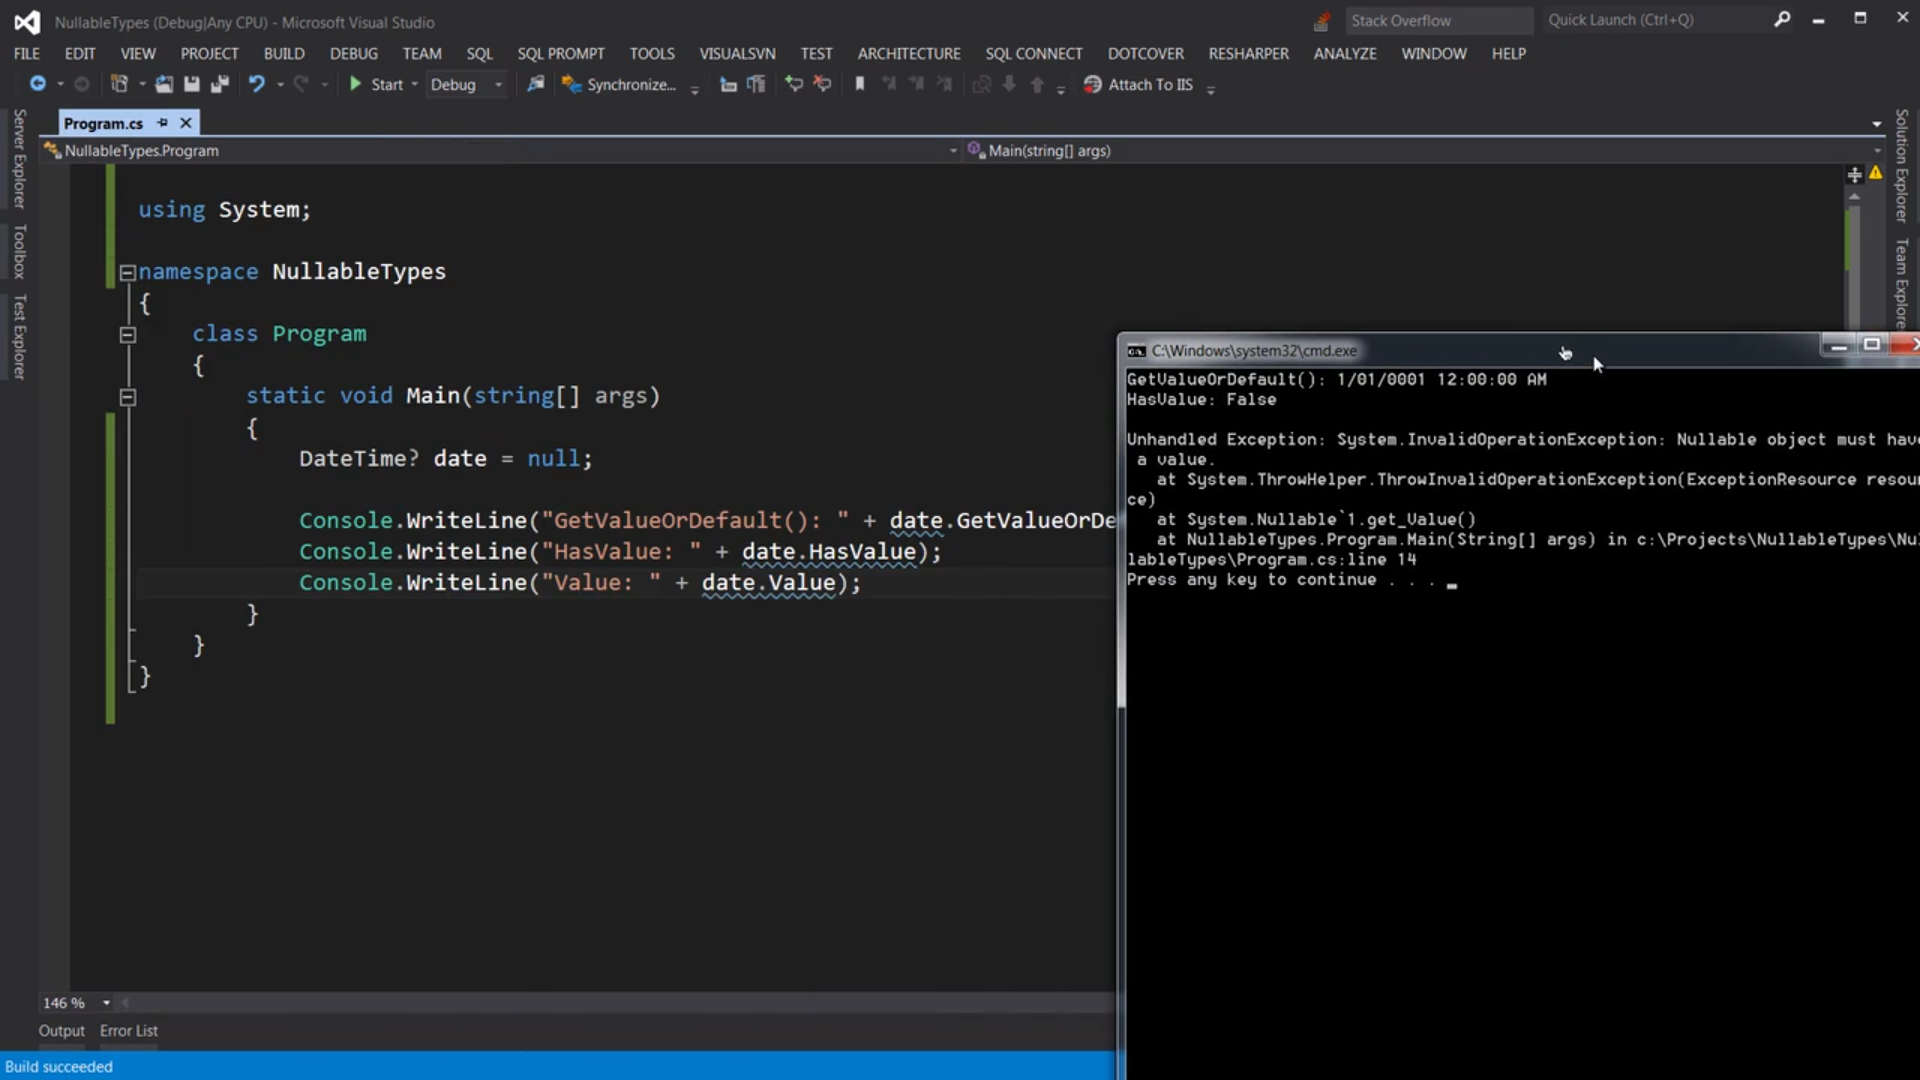 NullableTypes (Debug|Any CPU) - Microsoft Visual Studio
Stack Overflow
Quick Launch (Ctrl+Q)
FILE EDIT VIEW PROJECT BUILD DEBUG TEAM SQL SQL PROMPT TOOLS VISUALSVN TEST ARCHITECTURE SQL CONNECT DOTCOVER RESHARPER ANALYZE WINDOW HELP
Start Debug Synchronize... Attach To IIS
Server Explorer
Toolbox
Test Explorer
Program.cs
NullableTypes.Program
Main(string[] args)
Solution Explorer
Team Explorer
using System;
namespace NullableTypes
{
class Program
{
static void Main(string[] args)
{
DateTime? date = null;
Console.WriteLine("GetValueOrDefault(): " + date.GetValueOrDe
Console.WriteLine("HasValue: " + date.HasValue);
Console.WriteLine("Value: " + date.Value);
}
}
}
C:\Windows\system32\cmd.exe
GetValueOrDefault(): 1/01/0001 12:00:00 AM
HasValue: False
Unhandled Exception: System.InvalidOperationException: Nullable object must have
a value.
at System.ThrowHelper.ThrowInvalidOperationException(ExceptionResource resou
ce)
at System.Nullable`1.get_Value()
at NullableTypes.Program.Main(String[] args) in c:\Projects\NullableTypes\Nu
lableTypes\Program.cs:line 14
Press any key to continue . . . _
146 %
Output Error List
Build succeeded